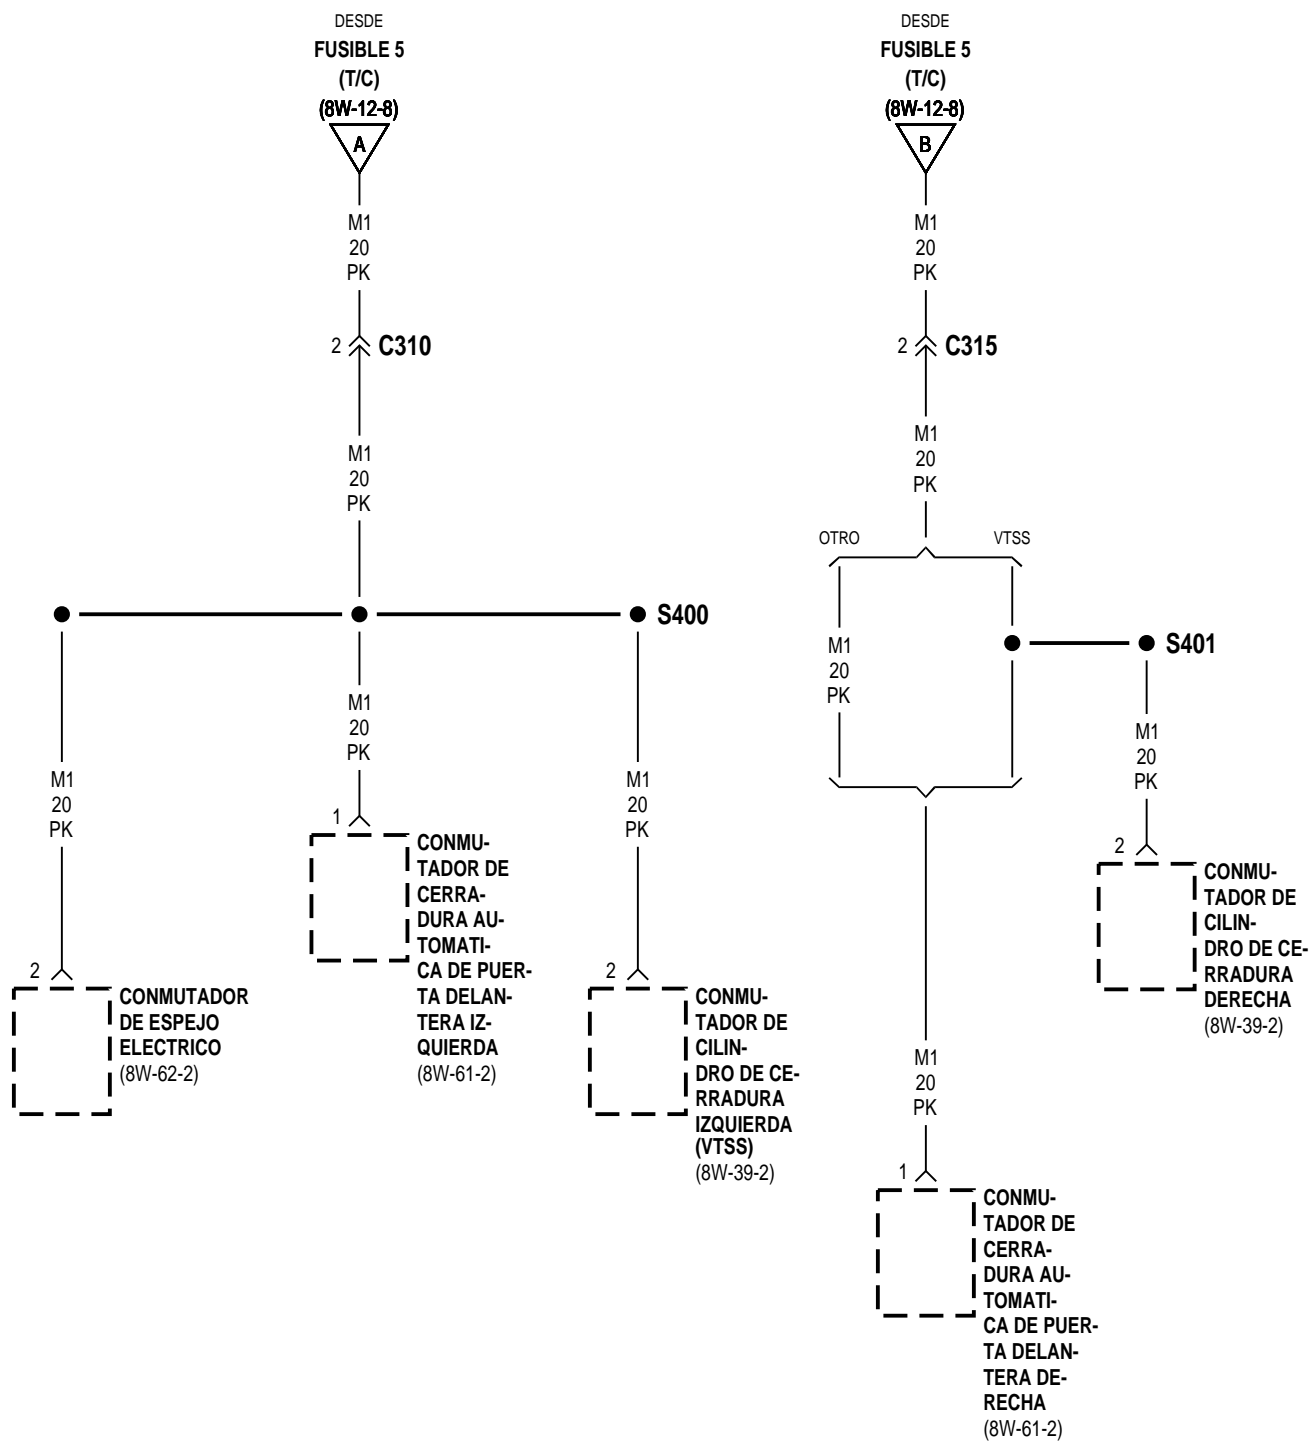 DESDE
FUSIBLE 5
(T/C)
(8W-12-8)
A
M1
20
PK
2
C310
M1
20
PK
S400
M1
20
PK
2
CONMUTADOR
DE ESPEJO
ELECTRICO
(8W-62-2)
M1
20
PK
1
CONMU-
TADOR DE
CERRA-
DURA AU-
TOMATI-
CA DE PUER-
TA DELAN-
TERA IZ-
QUIERDA
(8W-61-2)
M1
20
PK
2
CONMU-
TADOR DE
CILIN-
DRO DE CE-
RRADURA
IZQUIERDA
(VTSS)
(8W-39-2)
DESDE
FUSIBLE 5
(T/C)
(8W-12-8)
B
M1
20
PK
2
C315
M1
20
PK
OTRO
VTSS
M1
20
PK
S401
M1
20
PK
2
CONMU-
TADOR DE
CILIN-
DRO DE CE-
RRADURA
DERECHA
(8W-39-2)
M1
20
PK
1
CONMU-
TADOR DE
CERRA-
DURA AU-
TOMATI-
CA DE PUER-
TA DELAN-
TERA DE-
RECHA
(8W-61-2)